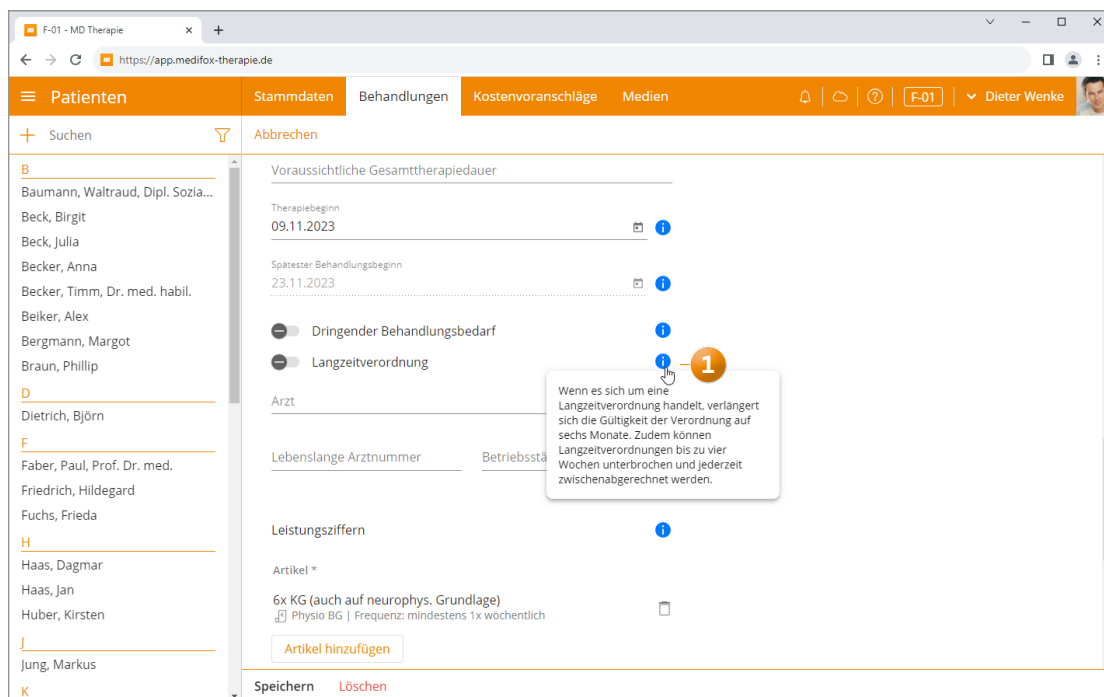 F-01 - MD Therapie
https://app.medifox-therapie.de
Patienten
Stammdaten Behandlungen Kostenvoranschläge Medien F-01 Dieter Wenke
Suchen
Abbrechen
B
Baumann, Waltraud, Dipl. Sozia...
Beck, Birgit
Beck, Julia
Becker, Anna
Becker, Timm, Dr. med. habil.
Beiker, Alex
Bergmann, Margot
Braun, Phillip
D
Dietrich, Björn
F
Faber, Paul, Prof. Dr. med.
Friedrich, Hildegard
Fuchs, Frieda
H
Haas, Dagmar
Haas, Jan
Huber, Kirsten
J
Jung, Markus
K
Voraussichtliche Gesamttherapiedauer
Therapiebeginn
09.11.2023
Spätester Behandlungsbeginn
23.11.2023
Dringender Behandlungsbedarf
Langzeitverordnung
1
Wenn es sich um eine
Langzeitverordnung handelt, verlängert
sich die Gültigkeit der Verordnung auf
sechs Monate. Zudem können
Langzeitverordnungen bis zu vier
Wochen unterbrochen und jederzeit
zwischenabgerechnet werden.
Arzt
Lebenslange Arztnummer Betriebsstä
Leistungsziffern
Artikel *
6x KG (auch auf neurophys. Grundlage)
Physio BG | Frequenz: mindestens 1x wöchentlich
Artikel hinzufügen
Speichern Löschen